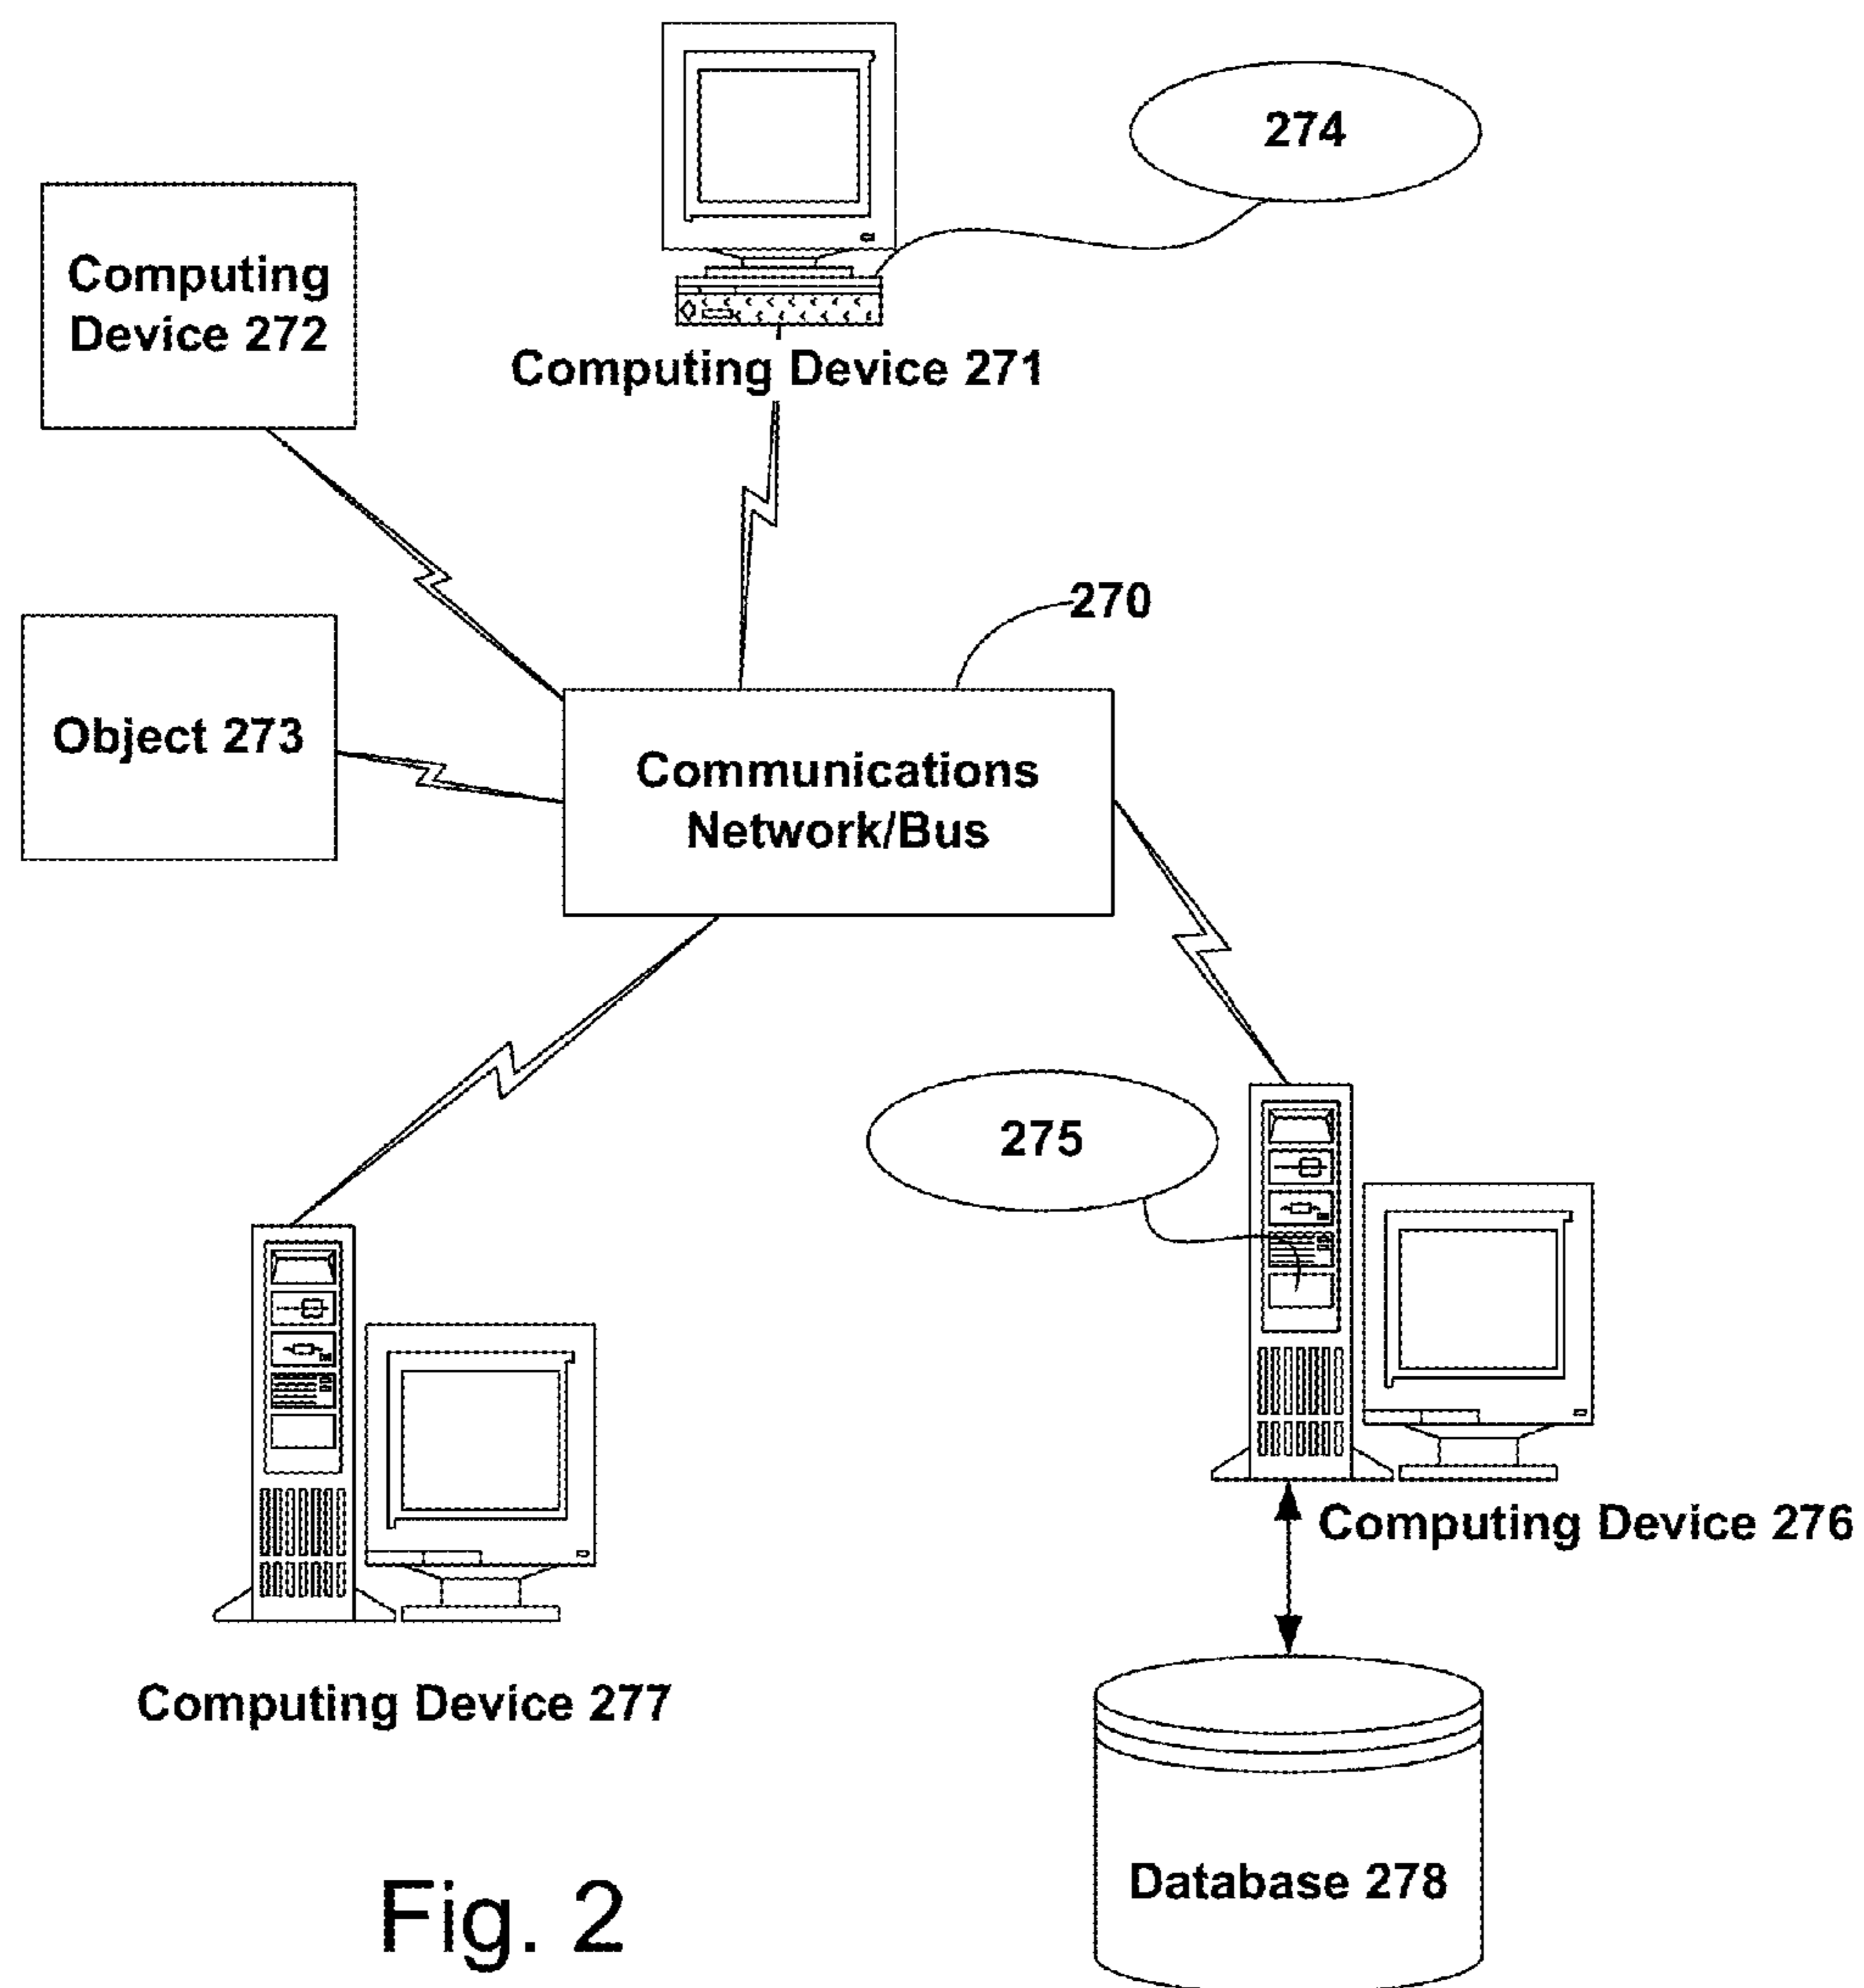 274
Computing
Device 272
Computing Device 271
270
Object 273
Communications
Network/Bus
275
Computing Device 276
Computing Device 277
Database 278
Fig. 2